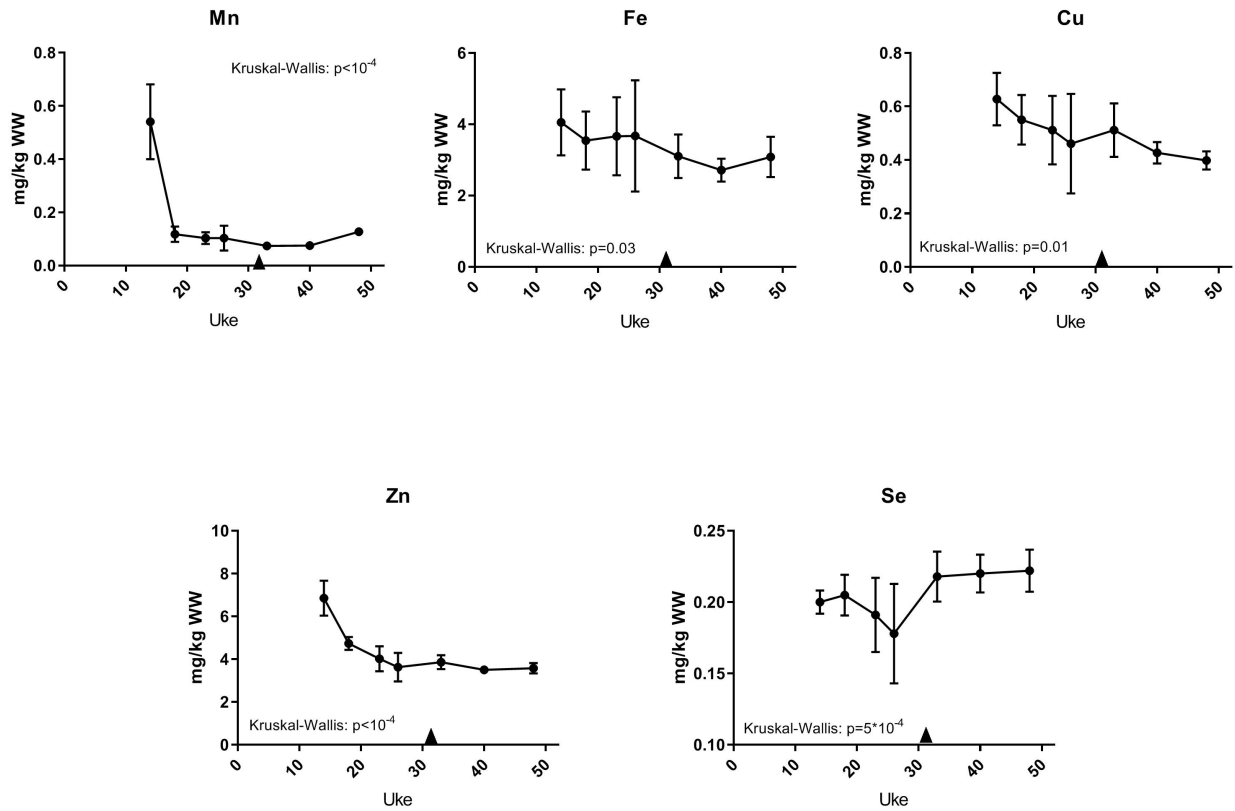 Mn
mg/kg WW
0.8
0.6
0.4
0.2
0.0
Kruskal-Wallis: p<10⁻⁴
0
10
20
30
40
50
Uke
Fe
mg/kg WW
6
4
2
0
Kruskal-Wallis: p=0.03
0
10
20
30
40
50
Uke
Cu
mg/kg WW
0.8
0.6
0.4
0.2
0.0
Kruskal-Wallis: p=0.01
0
10
20
30
40
50
Uke
Zn
mg/kg WW
10
8
6
4
2
0
Kruskal-Wallis: p<10⁻⁴
0
10
20
30
40
50
Uke
Se
mg/kg WW
0.25
0.20
0.15
0.10
Kruskal-Wallis: p=5*10⁻⁴
0
10
20
30
40
50
Uke